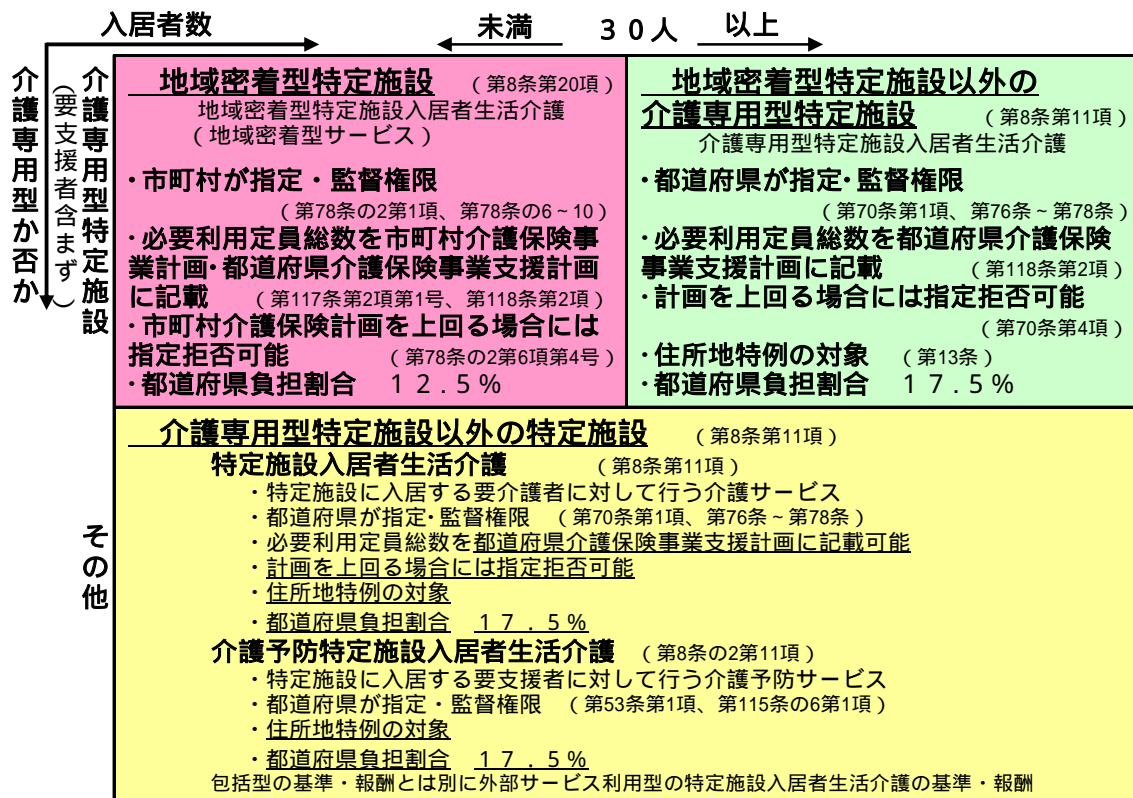 入居者数
未満　３０人　以上
介護専用型か否か
介護専用型特定施設
（要支援者含まず）
地域密着型特定施設　（第8条第20項）
地域密着型特定施設入居者生活介護
（地域密着型サービス）
・市町村が指定・監督権限
（第78条の2第1項、第78条の6～10）
・必要利用定員総数を市町村介護保険事
業計画・都道府県介護保険事業支援計画
に記載　（第117条第2項第1号、第118条第2項）
・市町村介護保険計画を上回る場合には
指定拒否可能　（第78条の2第6項第4号）
・都道府県負担割合　１２．５％
地域密着型特定施設以外の
介護専用型特定施設　（第8条第11項）
介護専用型特定施設入居者生活介護
・都道府県が指定・監督権限
（第70条第1項、第76条～第78条）
・必要利用定員総数を都道府県介護保険
事業支援計画に記載　（第118条第2項）
・計画を上回る場合には指定拒否可能
（第70条第4項）
・住所地特例の対象　（第13条）
・都道府県負担割合　１７．５％
その他
介護専用型特定施設以外の特定施設　（第8条第11項）
特定施設入居者生活介護　（第8条第11項）
・特定施設に入居する要介護者に対して行う介護サービス
・都道府県が指定・監督権限　（第70条第1項、第76条～第78条）
・必要利用定員総数を都道府県介護保険事業支援計画に記載可能
・計画を上回る場合には指定拒否可能
・住所地特例の対象
・都道府県負担割合　１７．５％
介護予防特定施設入居者生活介護　（第8条の2第11項）
・特定施設に入居する要支援者に対して行う介護予防サービス
・都道府県が指定・監督権限　（第53条第1項、第115条の6第1項）
・住所地特例の対象
・都道府県負担割合　１７．５％
包括型の基準・報酬とは別に外部サービス利用型の特定施設入居者生活介護の基準・報酬